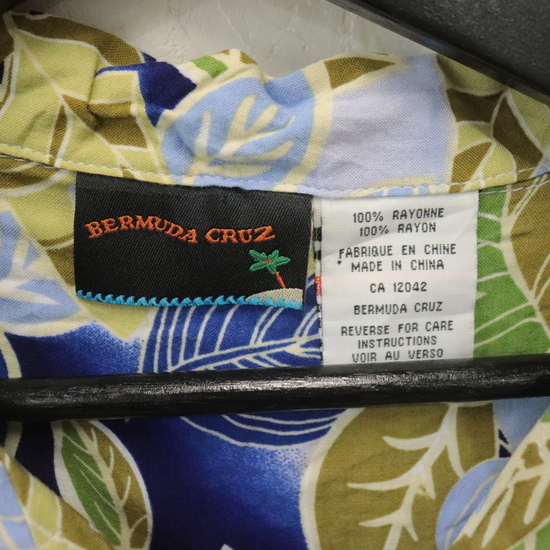 BERMUDA CRUZ
100% RAYONNE
100% RAYON
FABRIQUE EN CHINE
MADE IN CHINA
CA 12042
BERMUDA CRUZ
REVERSE FOR CARE
INSTRUCTIONS
VOIR AU VERSO